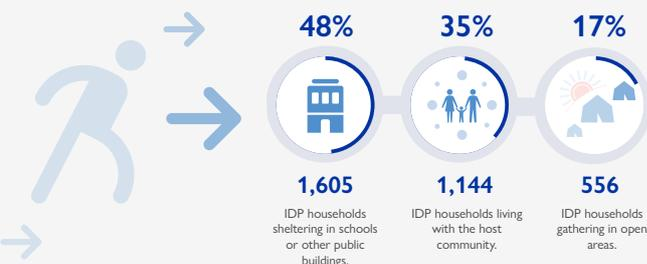 48%
35%
17%
1,605
1,144
556
IDP households
sheltering in schools
or other public
buildings.
IDP households living
with the host
community.
IDP households
gathering in open
areas.